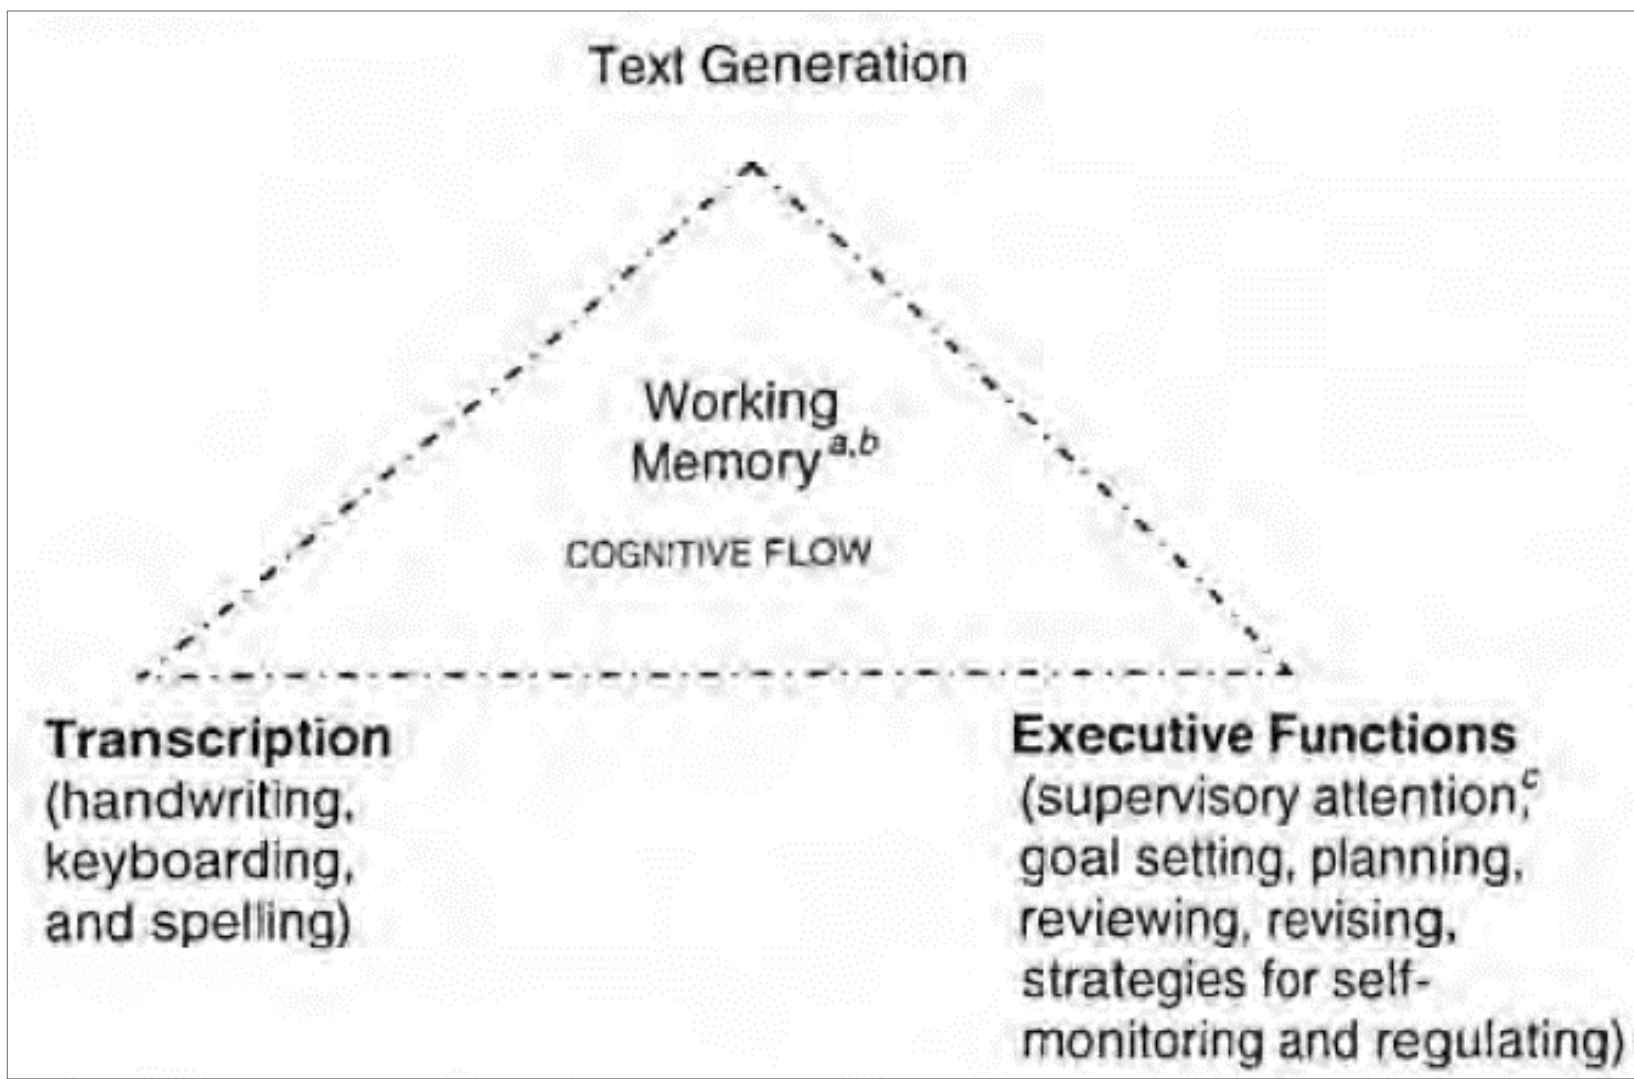 Text Generation
Working
Memory a,b
COGNITIVE FLOW
Transcription
(handwriting,
keyboarding,
and spelling)
Executive Functions
(supervisory attention,c
goal setting, planning,
reviewing, revising,
strategies for self-
monitoring and regulating)